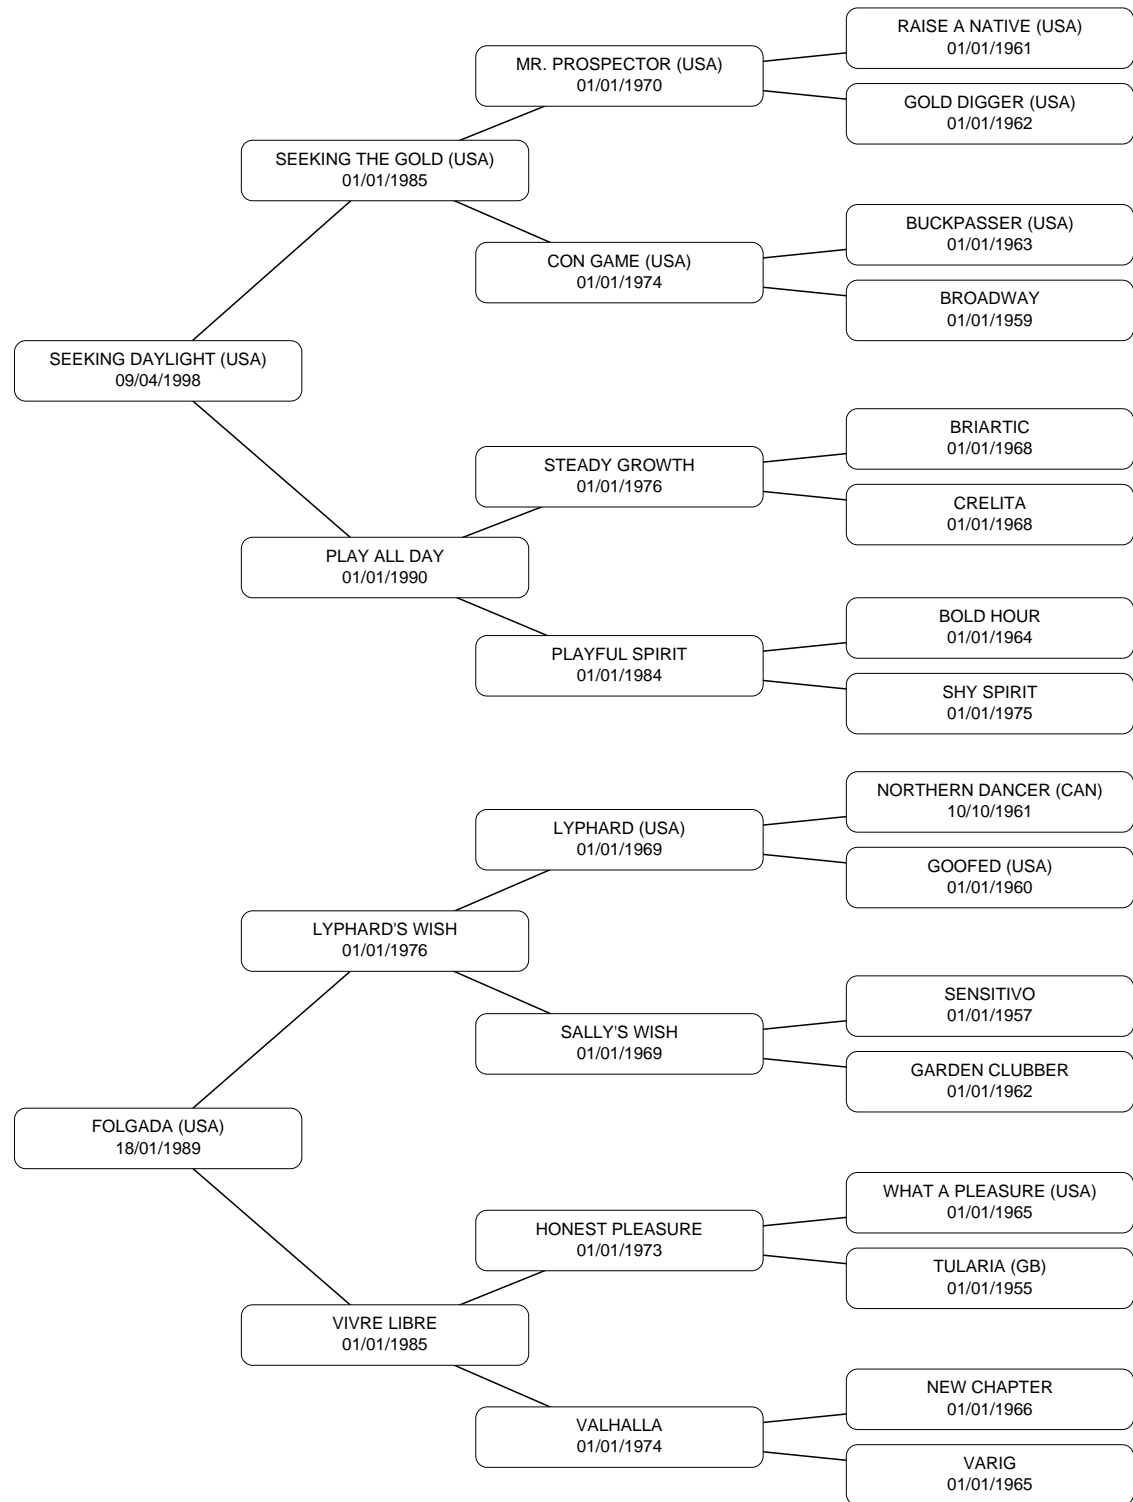 RAISE A NATIVE (USA)
01/01/1961
MR. PROSPECTOR (USA)
01/01/1970
GOLD DIGGER (USA)
01/01/1962
SEEKING THE GOLD (USA)
01/01/1985
BUCKPASSER (USA)
01/01/1963
CON GAME (USA)
01/01/1974
BROADWAY
01/01/1959
SEEKING DAYLIGHT (USA)
09/04/1998
BRIARTIC
01/01/1968
STEADY GROWTH
01/01/1976
CRELITA
01/01/1968
PLAY ALL DAY
01/01/1990
BOLD HOUR
01/01/1964
PLAYFUL SPIRIT
01/01/1984
SHY SPIRIT
01/01/1975
NORTHERN DANCER (CAN)
10/10/1961
LYPHARD (USA)
01/01/1969
GOOFED (USA)
01/01/1960
LYPHARD'S WISH
01/01/1976
SENSITIVO
01/01/1957
SALLY'S WISH
01/01/1969
GARDEN CLUBBER
01/01/1962
FOLGADA (USA)
18/01/1989
WHAT A PLEASURE (USA)
01/01/1965
HONEST PLEASURE
01/01/1973
TULARIA (GB)
01/01/1955
VIVRE LIBRE
01/01/1985
NEW CHAPTER
01/01/1966
VALHALLA
01/01/1974
VARIG
01/01/1965